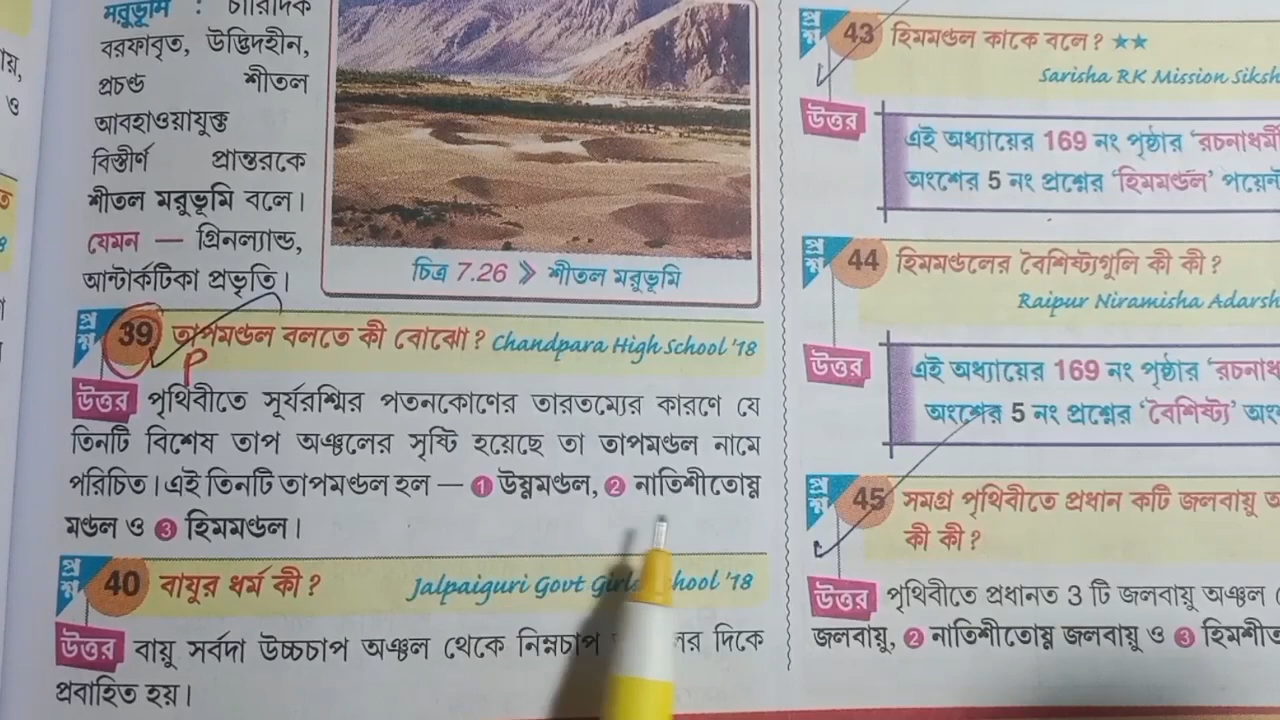 মরুভূমি : চারিদিক
বরফাবৃত, উদ্ভিদহীন,
প্রচণ্ড শীতল
আবহাওয়াযুক্ত
বিস্তীর্ণ প্রান্তরকে
শীতল মরুভূমি বলে।
যেমন — গ্রিনল্যান্ড,
আন্টার্কটিকা প্রভৃতি।
চিত্র 7.26 » শীতল মরুভূমি
প্রশ্ন 39 তাপমণ্ডল বলতে কী বোঝো? Chandpara High School '18
P
উত্তর পৃথিবীতে সূর্যরশ্মির পতনকোণের তারতম্যের কারণে যে
তিনটি বিশেষ তাপ অঞ্চলের সৃষ্টি হয়েছে তা তাপমণ্ডল নামে
পরিচিত। এই তিনটি তাপমণ্ডল হল — 1 উষ্ণমণ্ডল, 2 নাতিশীতোষ্ণ
মণ্ডল ও 3 হিমমণ্ডল।
প্রশ্ন 40 বায়ুর ধর্ম কী? Jalpaiguri Govt '18
উত্তর বায়ু সর্বদা উচ্চচাপ অঞ্চল থেকে নিম্নচাপ দিকে
প্রবাহিত হয়।
প্রশ্ন 43 হিমমণ্ডল কাকে বলে? ★★
Sarisha RK Mission
উত্তর
এই অধ্যায়ের 169 নং পৃষ্ঠার
অংশের 5 নং প্রশ্নের 'হিমমণ্ডল'
প্রশ্ন 44 হিমমণ্ডলের বৈশিষ্ট্যগুলি কী কী?
Raipur Niramisha
উত্তর
এই অধ্যায়ের 169 নং পৃষ্ঠার
অংশের 5 নং প্রশ্নের 'বৈশিষ্ট্য'
প্রশ্ন 45 সমগ্র পৃথিবীতে প্রধান কটি জলবায়ু
কী কী?
উত্তর পৃথিবীতে প্রধানত 3 টি জলবায়ু অঞ্চল
জলবায়ু, 2 নাতিশীতোষ্ণ জলবায়ু ও 3